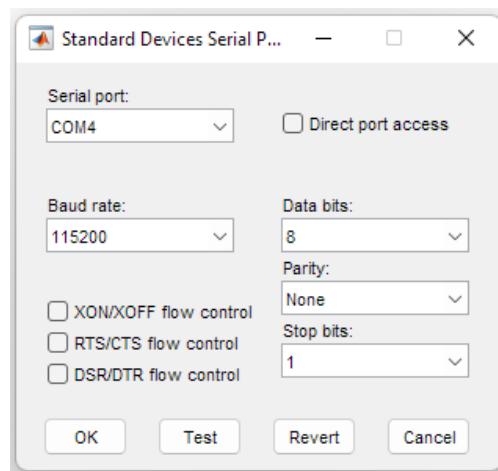 Standard Devices Serial P...
Serial port:
COM4
Direct port access
Baud rate:
115200
Data bits:
8
Parity:
None
XON/XOFF flow control
RTS/CTS flow control
DSR/DTR flow control
Stop bits:
1
OK Test Revert Cancel